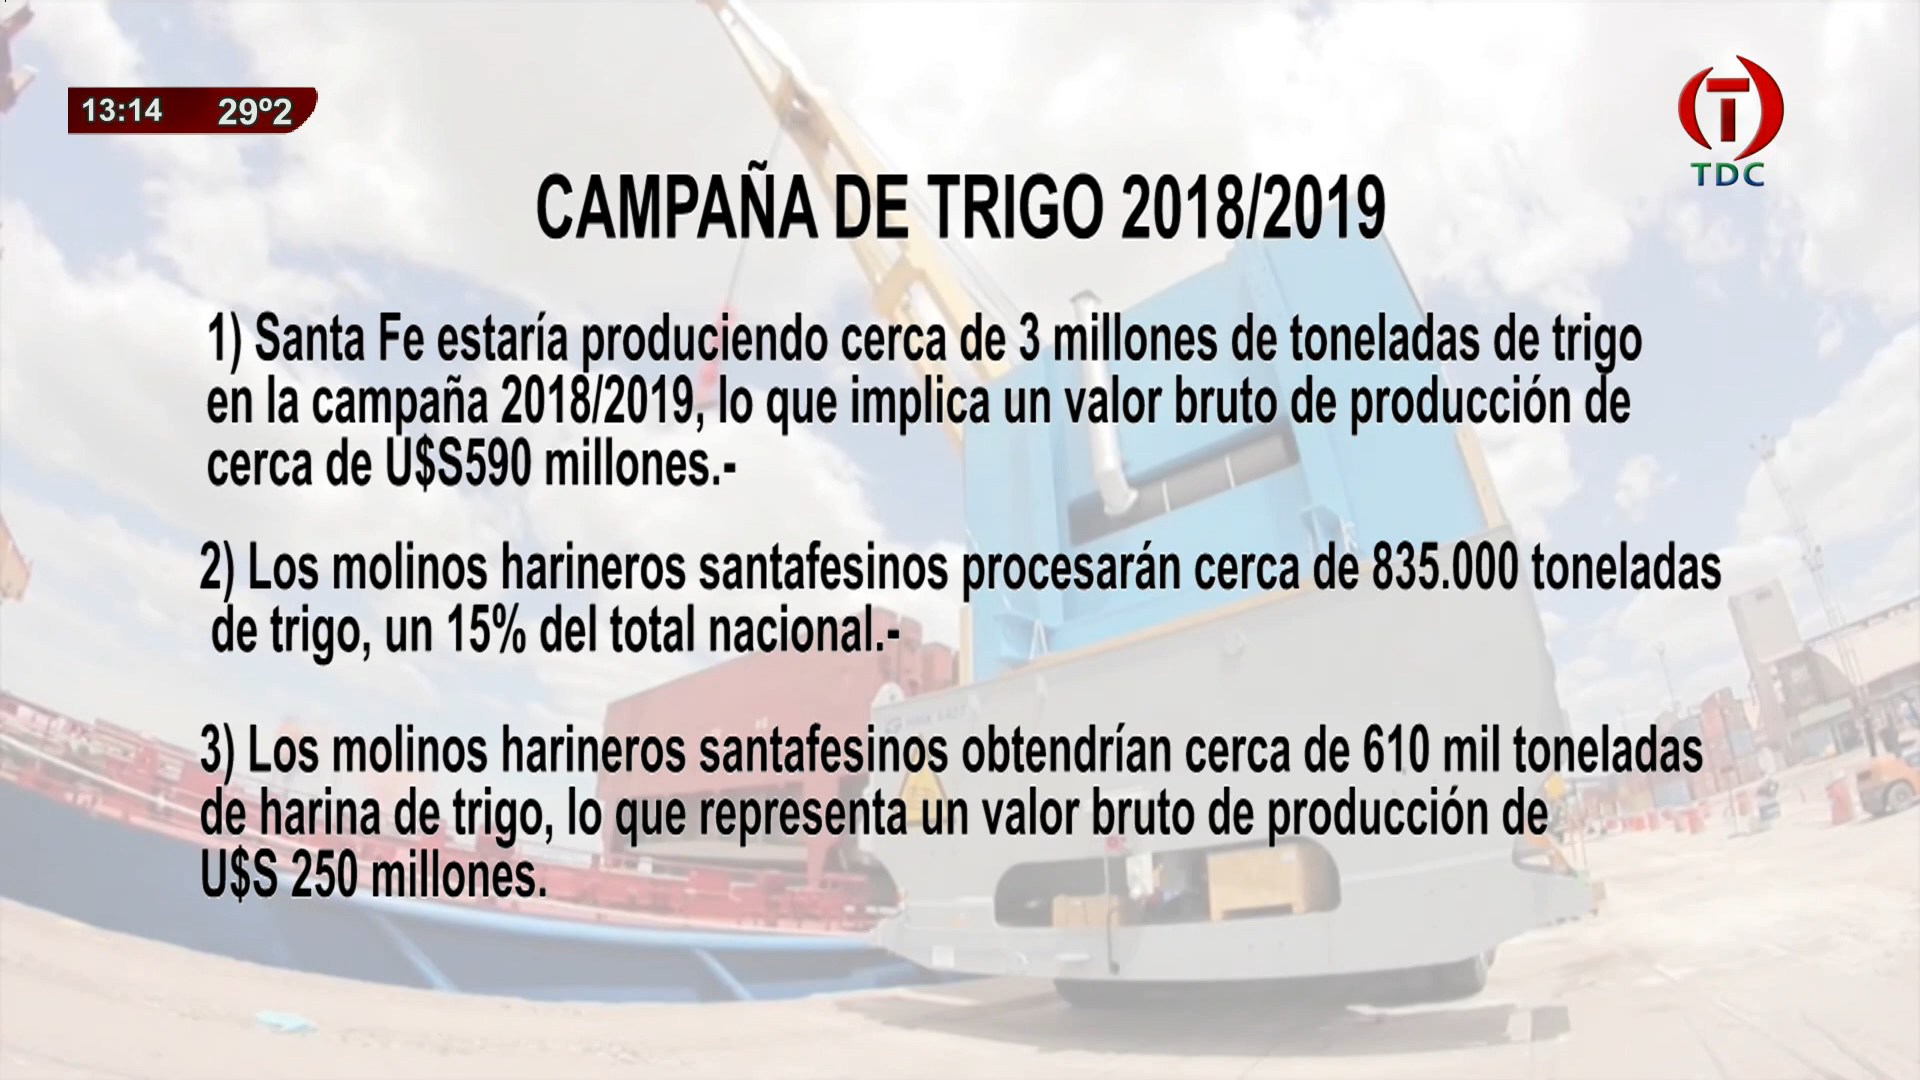 13:14 29º2
T
TDC
CAMPAÑA DE TRIGO 2018/2019
1) Santa Fe estaría produciendo cerca de 3 millones de toneladas de trigo
en la campaña 2018/2019, lo que implica un valor bruto de producción de
cerca de U$S590 millones.-
2) Los molinos harineros santafesinos procesarán cerca de 835.000 toneladas
de trigo, un 15% del total nacional.-
3) Los molinos harineros santafesinos obtendrían cerca de 610 mil toneladas
de harina de trigo, lo que representa un valor bruto de producción de
U$S 250 millones.